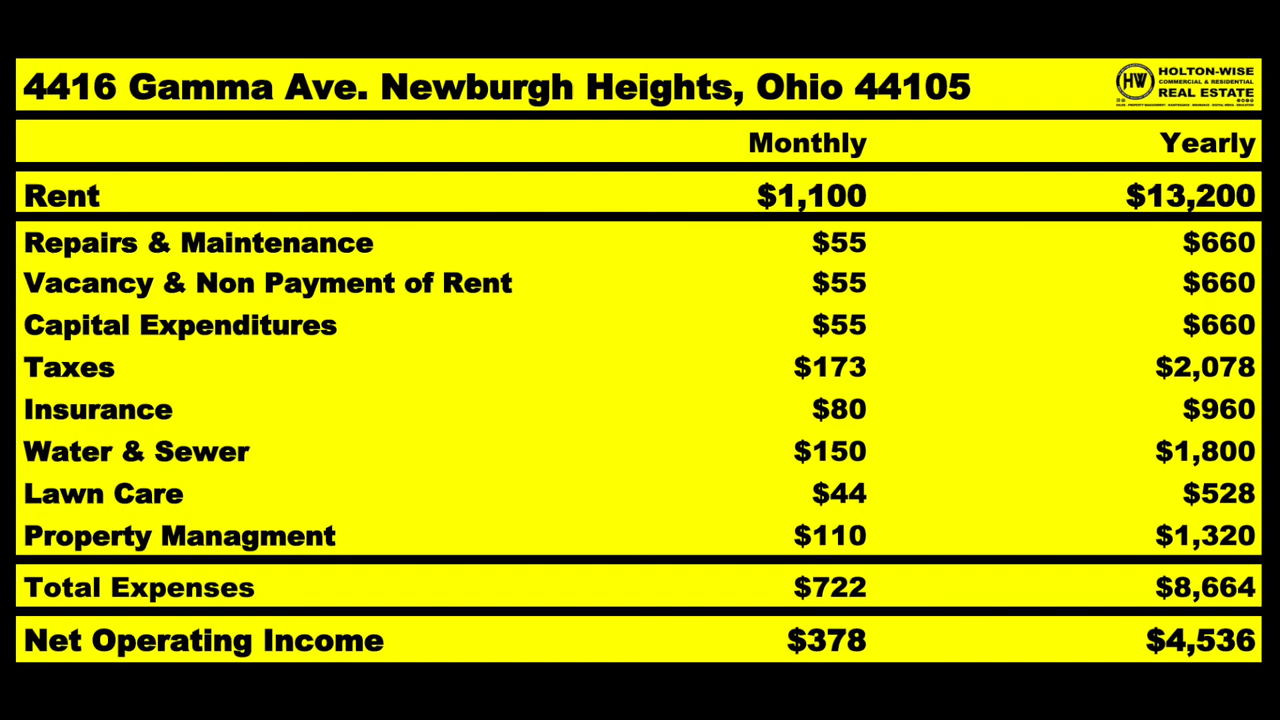 4416 Gamma Ave. Newburgh Heights, Ohio 44105
HW HOLTON-WISE
COMMERCIAL & RESIDENTIAL
REAL ESTATE
Monthly Yearly
Rent $1,100 $13,200
Repairs & Maintenance $55 $660
Vacancy & Non Payment of Rent $55 $660
Capital Expenditures $55 $660
Taxes $173 $2,078
Insurance $80 $960
Water & Sewer $150 $1,800
Lawn Care $44 $528
Property Managment $110 $1,320
Total Expenses $722 $8,664
Net Operating Income $378 $4,536